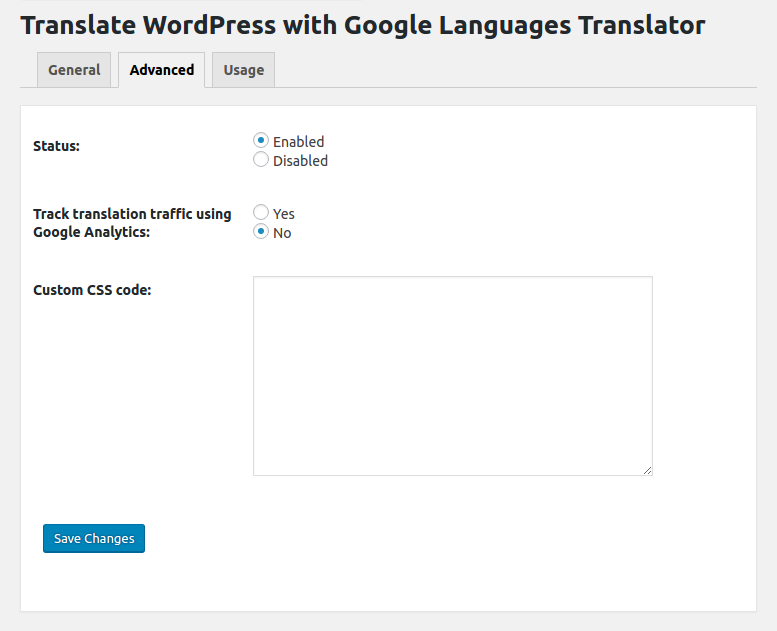 Translate WordPress with Google Languages Translator
General
Advanced
Usage
Status:
Enabled
Disabled
Track translation traffic using
Google Analytics:
Yes
No
Custom CSS code:
Save Changes